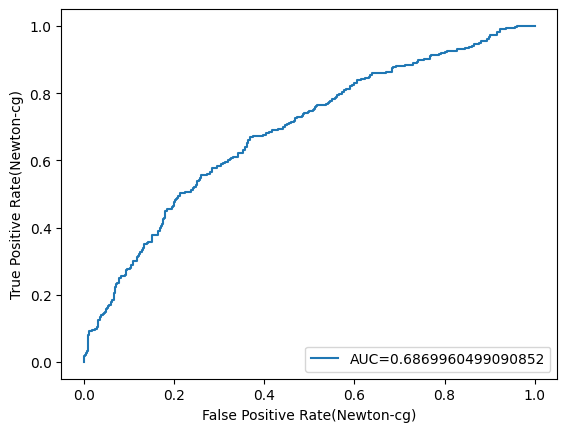 1.0
0.8
0.6
0.4
0.2
0.0
True Positive Rate(Newton-cg)
AUC=0.6869960499090852
0.0 0.2 0.4 0.6 0.8 1.0
False Positive Rate(Newton-cg)